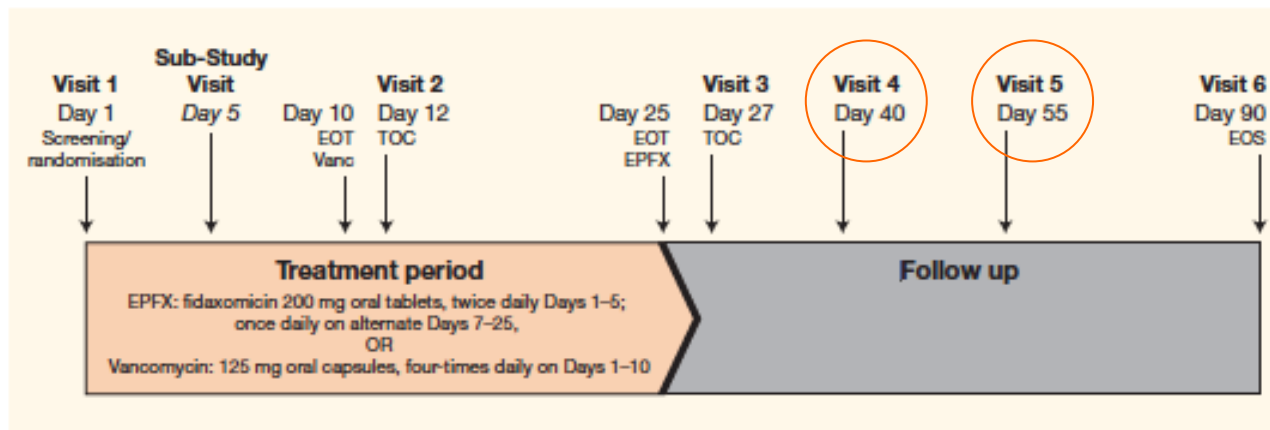 Sub-Study
Visit 1
Visit
Visit 2
Visit 3
Visit 4
Visit 5
Visit 6
Day 1
Day 5
Day 10
Day 12
Day 25
Day 27
Day 40
Day 55
Day 90
Screening/
randomisation
EOT
Vanc
TOC
EOT
EPFX
TOC
EOS
Treatment period
EPFX: fidaxomicin 200 mg oral tablets, twice daily Days 1–5;
once daily on alternate Days 7–25,
OR
Vancomycin: 125 mg oral capsules, four-times daily on Days 1–10
Follow up